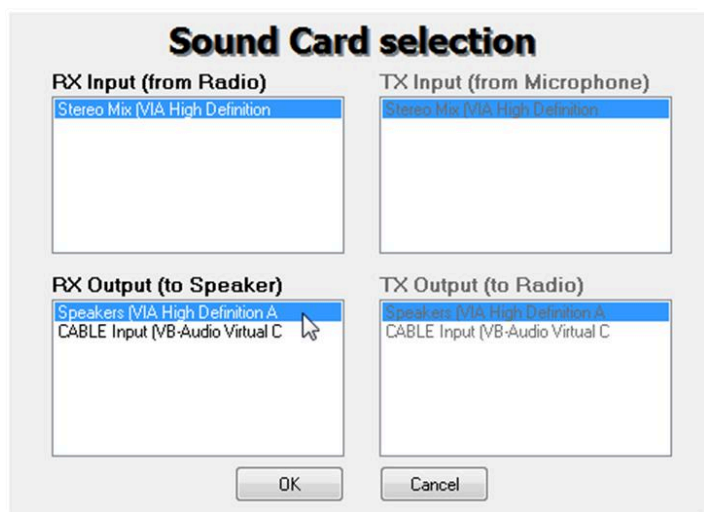 Sound Card selection
RX Input (from Radio)
TX Input (from Microphone)
Stereo Mix (VIA High Definition
Stereo Mix (VIA High Definition
RX Output (to Speaker)
TX Output (to Radio)
Speakers (VIA High Definition A
Speakers (VIA High Definition A
CABLE Input (VB-Audio Virtual C
CABLE Input (VB-Audio Virtual C
OK
Cancel